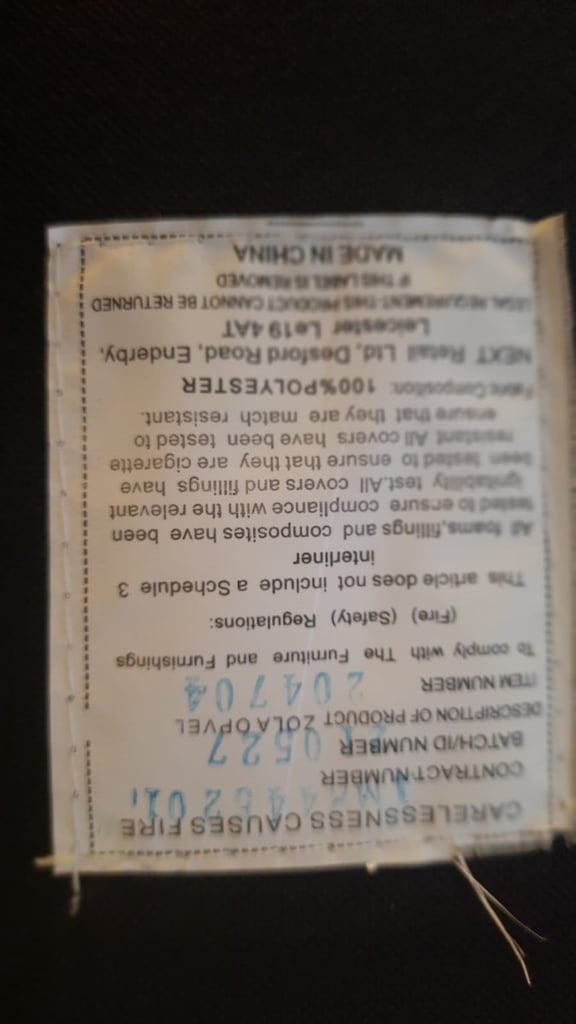 CARELESSNESS CAUSES FIRE
CONTRACT NUMBER
BATCH/ID NUMBER 210527
DESCRIPTION OF PRODUCT ZOLA OPVEL
ITEM NUMBER 204704
To comply with The Furniture and Furnishings
(Fire) (Safety) Regulations:
This article does not include a Schedule 3
interliner
All foams,fillings and composites have been
tested to ensure compliance with the relevant
ignitability test.All covers and fillings have
been tested to ensure that they are cigarette
resistant All covers have been tested to
ensure that they are match resistant.
Fabric Composition: 100%POLYESTER
NEXT Retail Ltd, Desford Road, Enderby,
Leicester Le19 4AT
LEGAL REQUIREMENT: THIS PRODUCT CANNOT BE RETURNED
IF THIS LABEL IS REMOVED
MADE IN CHINA